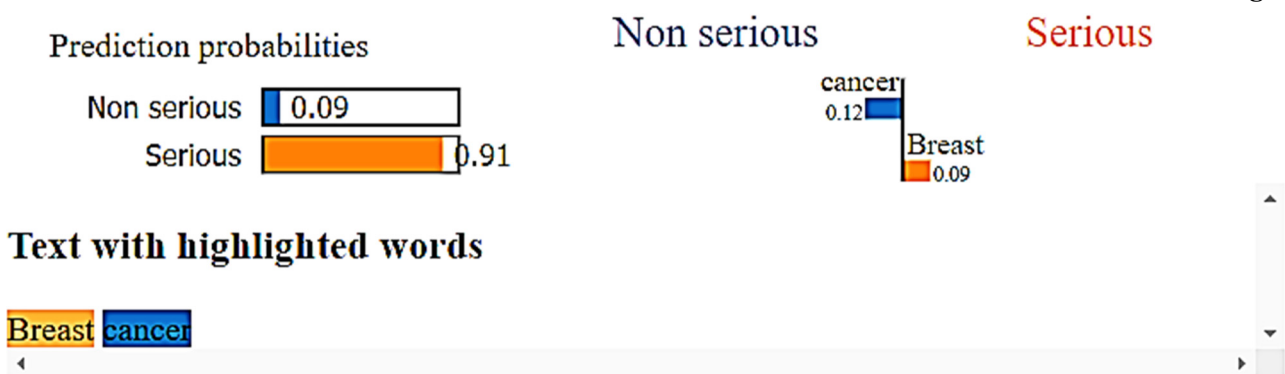 Prediction probabilities
Non serious 0.09
Serious 0.91
Non serious Serious
cancer
0.12
Breast
0.09
Text with highlighted words
Breast cancer